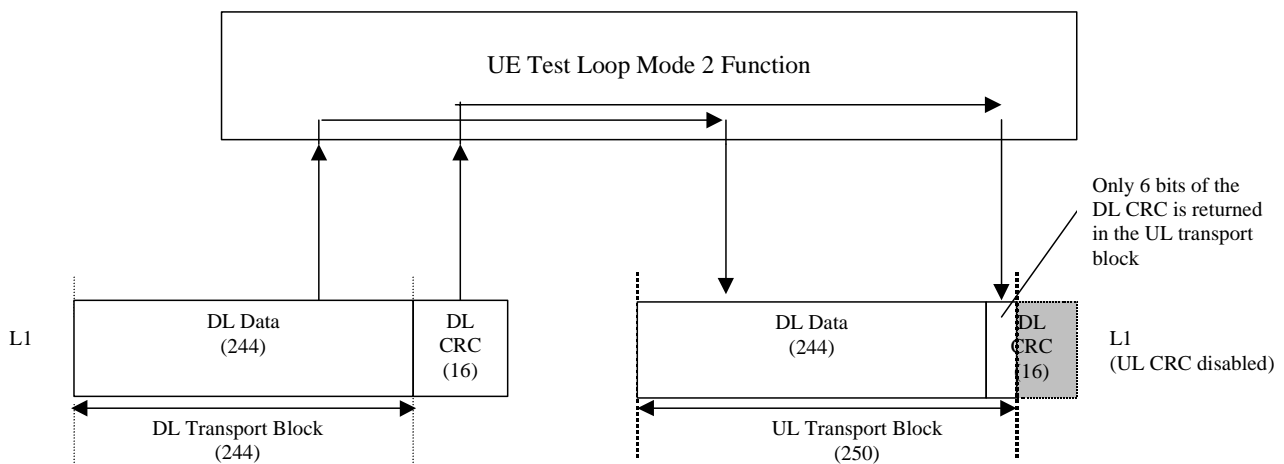 UE Test Loop Mode 2 Function
Only 6 bits of the
DL CRC is returned
in the UL transport
block
L1
DL Data
(244)
DL
CRC
(16)
DL Data
(244)
DL
CRC
(16)
L1
(UL CRC disabled)
DL Transport Block
(244)
UL Transport Block
(250)